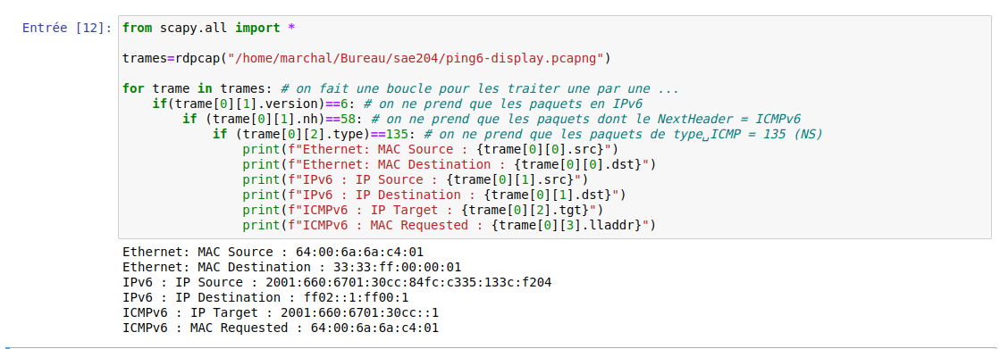 Entrée [12]: from scapy.all import *
trames=rdpcap("/home/marchal/Bureau/sae204/ping6-display.pcapng")
for trame in trames: # on fait une boucle pour les traiter une par une ...
    if(trame[0][1].version)==6: # on ne prend que les paquets en IPv6
        if (trame[0][1].nh)==58: # on ne prend que les paquets dont le NextHeader = ICMPv6
            if (trame[0][2].type)==135: # on ne prend que les paquets de type␣ICMP = 135 (NS)
                print(f"Ethernet: MAC Source : {trame[0][0].src}")
                print(f"Ethernet: MAC Destination : {trame[0][0].dst}")
                print(f"IPv6 : IP Source : {trame[0][1].src}")
                print(f"IPv6 : IP Destination : {trame[0][1].dst}")
                print(f"ICMPv6 : IP Target : {trame[0][2].tgt}")
                print(f"ICMPv6 : MAC Requested : {trame[0][3].lladdr}")
Ethernet: MAC Source : 64:00:6a:6a:c4:01
Ethernet: MAC Destination : 33:33:ff:00:00:01
IPv6 : IP Source : 2001:660:6701:30cc:84fc:c335:133c:f204
IPv6 : IP Destination : ff02::1:ff00:1
ICMPv6 : IP Target : 2001:660:6701:30cc::1
ICMPv6 : MAC Requested : 64:00:6a:6a:c4:01